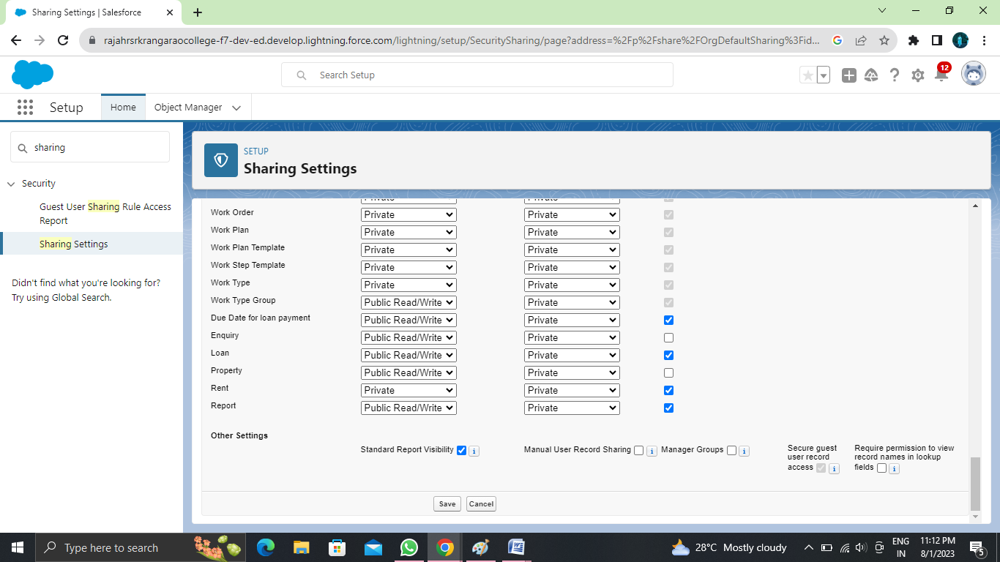 Sharing Settings | Salesforce
rajahrsrkrangaraocollege-f7-dev-ed.develop.lightning.force.com/lightning/setup/SecuritySharing/page?address=%2Fp%2Fshare%2FOrgDefaultSharing%3Fid...
Search Setup
12
Setup
Home
Object Manager
sharing
Security
Guest User Sharing Rule Access
Report
Sharing Settings
Didn't find what you're looking for?
Try using Global Search.
SETUP
Sharing Settings
Private Private
Work Order Private Private
Work Plan Private Private
Work Plan Template Private Private
Work Step Template Private Private
Work Type Private Private
Work Type Group Public Read/Write Private
Due Date for loan payment Public Read/Write Private
Enquiry Public Read/Write Private
Loan Public Read/Write Private
Property Public Read/Write Private
Rent Private Private
Report Public Read/Write Private
Other Settings
Standard Report Visibility i
Manual User Record Sharing i
Manager Groups i
Secure guest
user record
access i
Require permission to view
record names in lookup
fields i
Save Cancel
Type here to search
28°C Mostly cloudy
ENG
IN
11:12 PM
8/1/2023
5